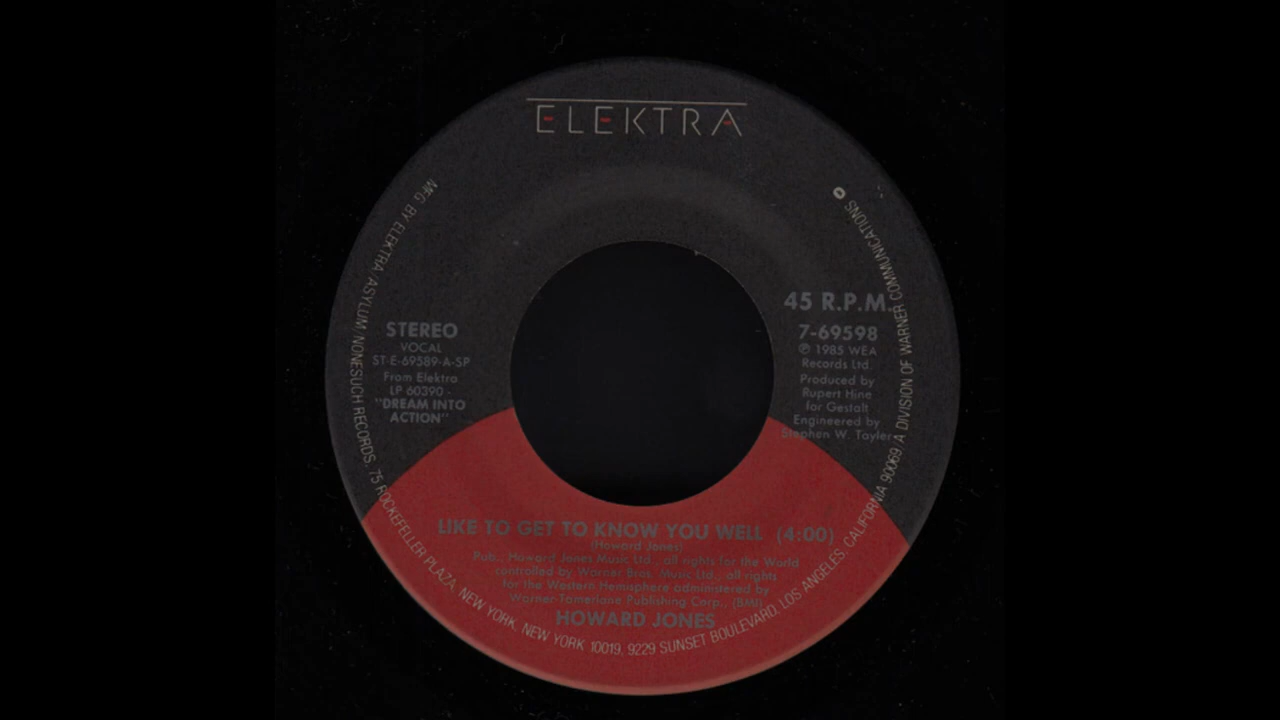 ELEKTRA
MFG. BY ELEKTRA/ASYLUM/NONESUCH RECORDS, 75 ROCKEFELLER PLAZA, NEW YORK, NEW YORK 10019, 9229 SUNSET BOULEVARD, LOS ANGELES, CALIFORNIA 90069/A DIVISION OF WARNER COMMUNICATIONS
STEREO
VOCAL
ST-E-69589-A-SP
From Elektra
LP 60390 -
"DREAM INTO
ACTION"
45 R.P.M.
7-69598
℗ 1985 WEA
Records Ltd.
Produced by
Rupert Hine
for Gestalt
Engineered by
Stephen W. Tayler
LIKE TO GET TO KNOW YOU WELL (4:00)
(Howard Jones)
Pub., Howard Jones Music Ltd., all rights for the World
controlled by Warner Bros. Music Ltd., all rights
for the Western Hemisphere administered by
Warner-Tamerlane Publishing Corp., (BMI)
HOWARD JONES